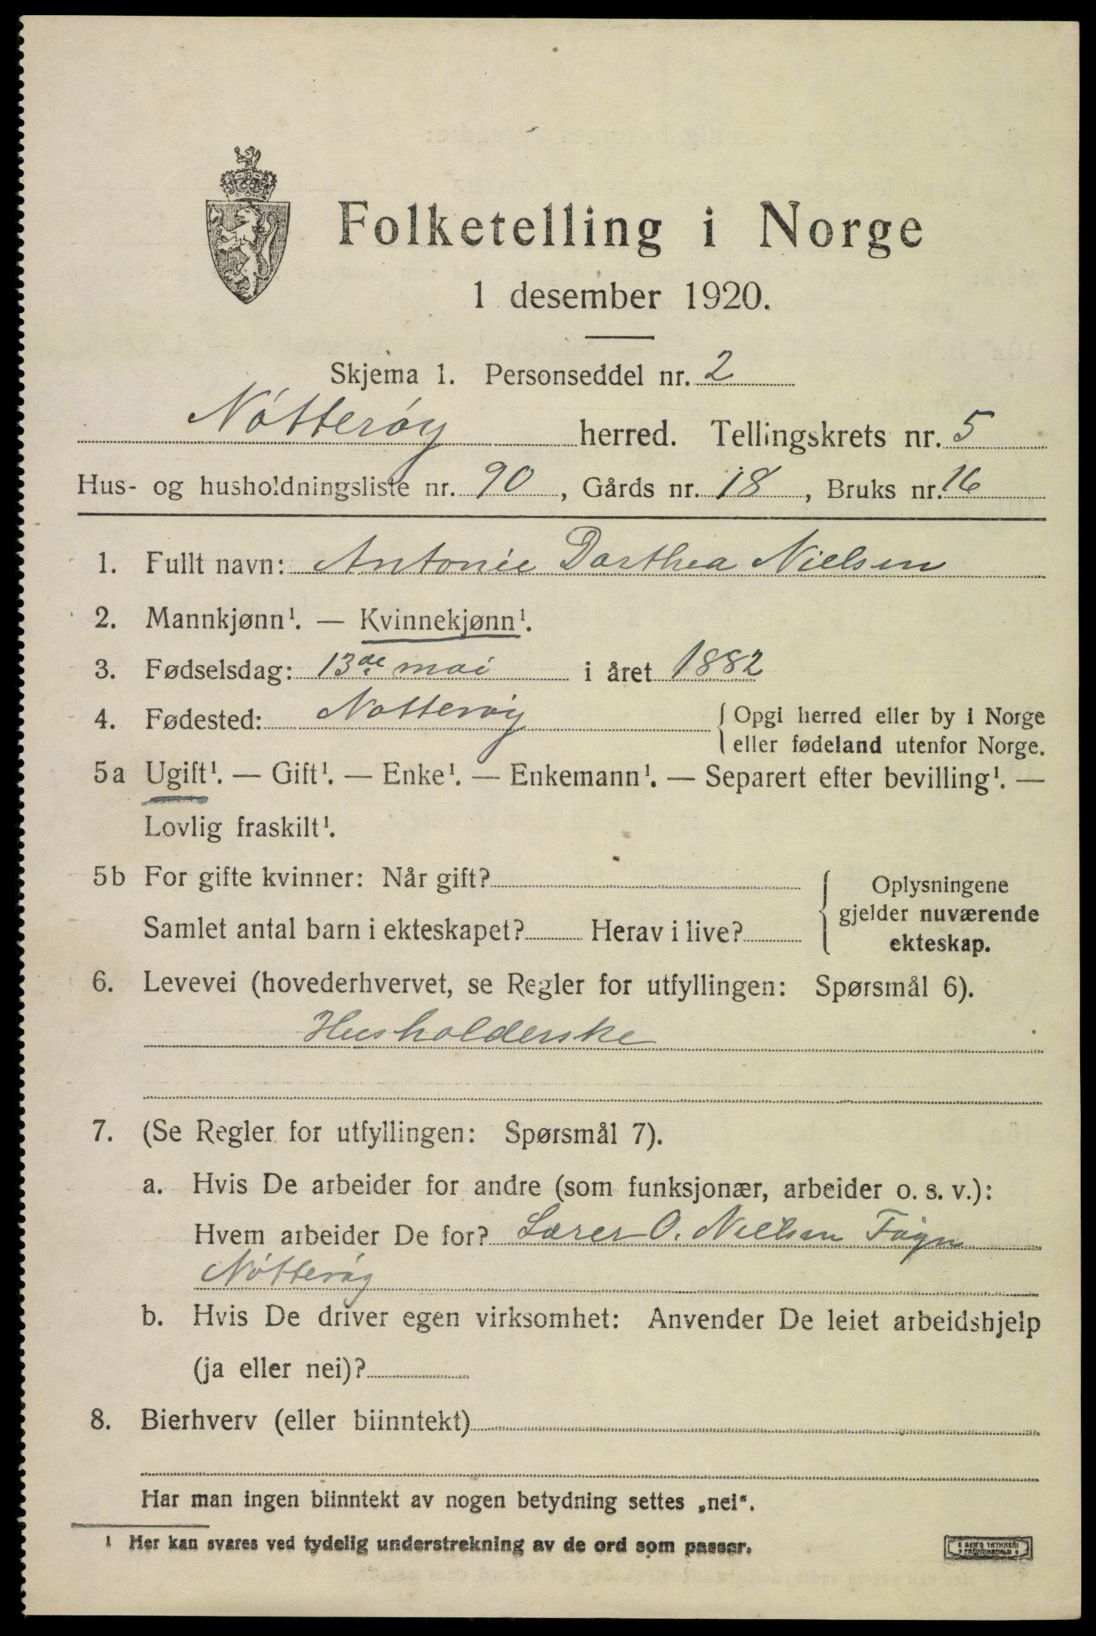 Folketelling i Norge
1 desember 1920.
Skjema 1. Personseddel nr. 2
Nøtterøy herred. Tellingskrets nr. 5
Hus- og husholdningsliste nr. 90, Gårds nr. 18, Bruks nr. 16
1. Fullt navn: Antonie Dorthea Nielsen
2. Mannkjønn¹. — Kvinnekjønn¹.
3. Fødselsdag: 13de mai i året 1882
4. Fødested: Nøtterøy {Opgi herred eller by i Norge
eller fødeland utenfor Norge.
5a Ugift¹. — Gift¹. — Enke¹. — Enkemann¹. — Separert efter bevilling¹. —
Lovlig fraskilt¹.
5b For gifte kvinner: Når gift?
Samlet antal barn i ekteskapet? Herav i live?
{Oplysningene
gjelder nuværende
ekteskap.
6. Levevei (hovederhvervet, se Regler for utfyllingen: Spørsmål 6).
Husholderske
7. (Se Regler for utfyllingen: Spørsmål 7).
a. Hvis De arbeider for andre (som funksjonær, arbeider o. s. v.):
Hvem arbeider De for? Lærer O. Nielsen
Nøtterøy
b. Hvis De driver egen virksomhet: Anvender De leiet arbeidshjelp
(ja eller nei)?
8. Bierhverv (eller biinntekt)
Har man ingen biinntekt av nogen betydning settes „nei“.
¹ Her kan svares ved tydelig understrekning av de ord som passer.